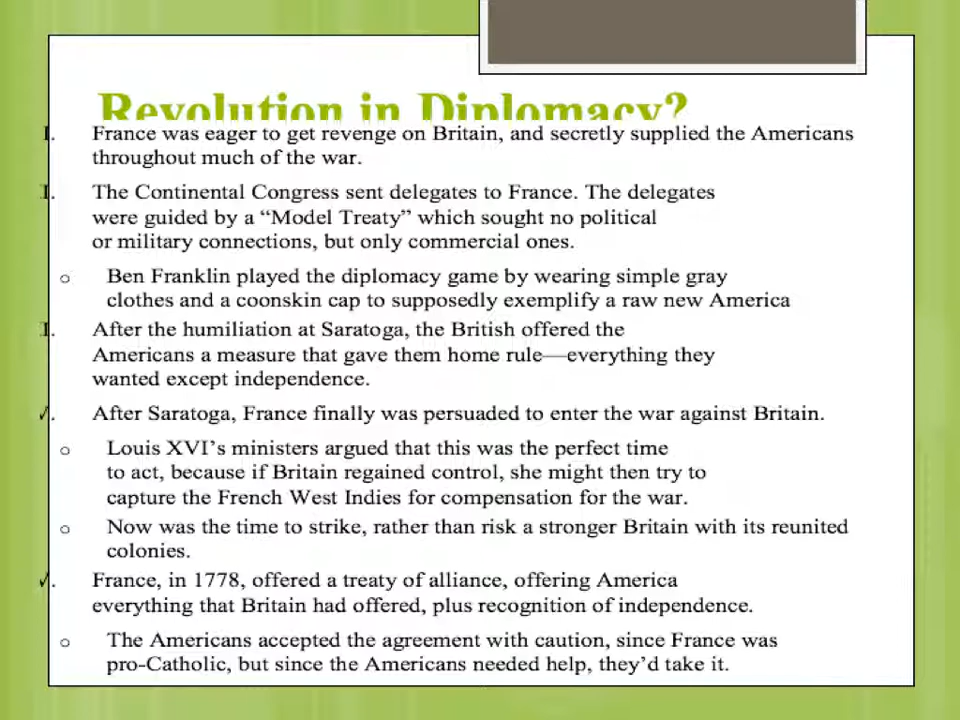 Revolution in Diplomacy?
I. France was eager to get revenge on Britain, and secretly supplied the Americans
throughout much of the war.
I. The Continental Congress sent delegates to France. The delegates
were guided by a “Model Treaty” which sought no political
or military connections, but only commercial ones.
o Ben Franklin played the diplomacy game by wearing simple gray
clothes and a coonskin cap to supposedly exemplify a raw new America
I. After the humiliation at Saratoga, the British offered the
Americans a measure that gave them home rule—everything they
wanted except independence.
After Saratoga, France finally was persuaded to enter the war against Britain.
o Louis XVI’s ministers argued that this was the perfect time
to act, because if Britain regained control, she might then try to
capture the French West Indies for compensation for the war.
o Now was the time to strike, rather than risk a stronger Britain with its reunited
colonies.
France, in 1778, offered a treaty of alliance, offering America
everything that Britain had offered, plus recognition of independence.
o The Americans accepted the agreement with caution, since France was
pro-Catholic, but since the Americans needed help, they’d take it.